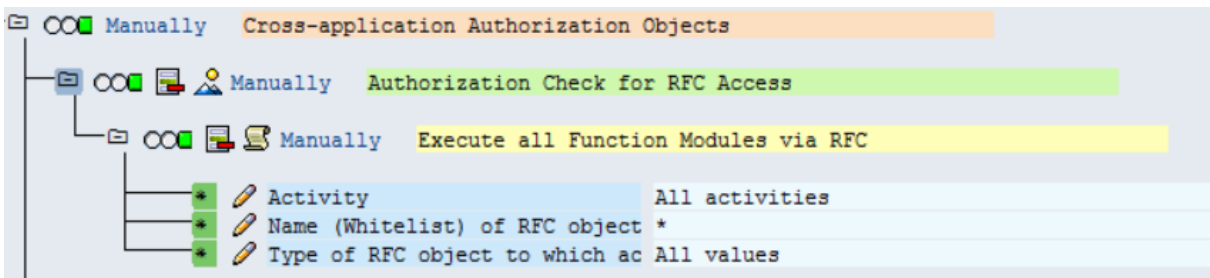 Manually Cross-application Authorization Objects
Manually Authorization Check for RFC Access
Manually Execute all Function Modules via RFC
* Activity All activities
* Name (Whitelist) of RFC object *
* Type of RFC object to which ac All values